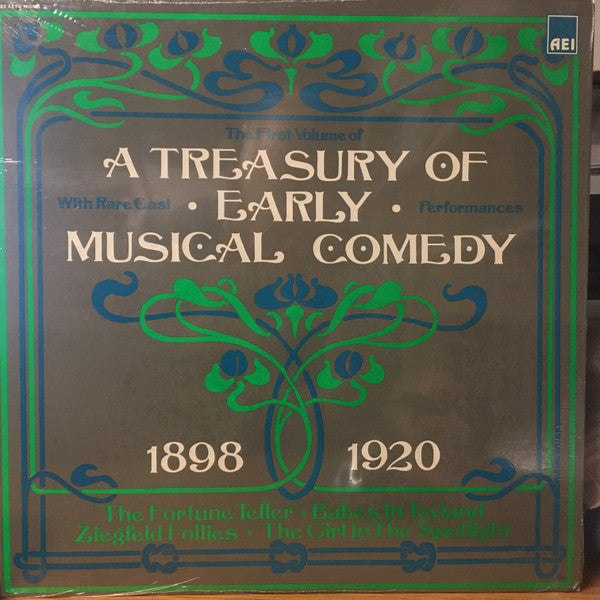 AEI
The First Volume of
A TREASURY OF
With Rare Cast • EARLY • Performances
MUSICAL COMEDY
1898 1920
The Fortune Teller • Babes In Toyland
Ziegfeld Follies • The Girl In The Spotlight